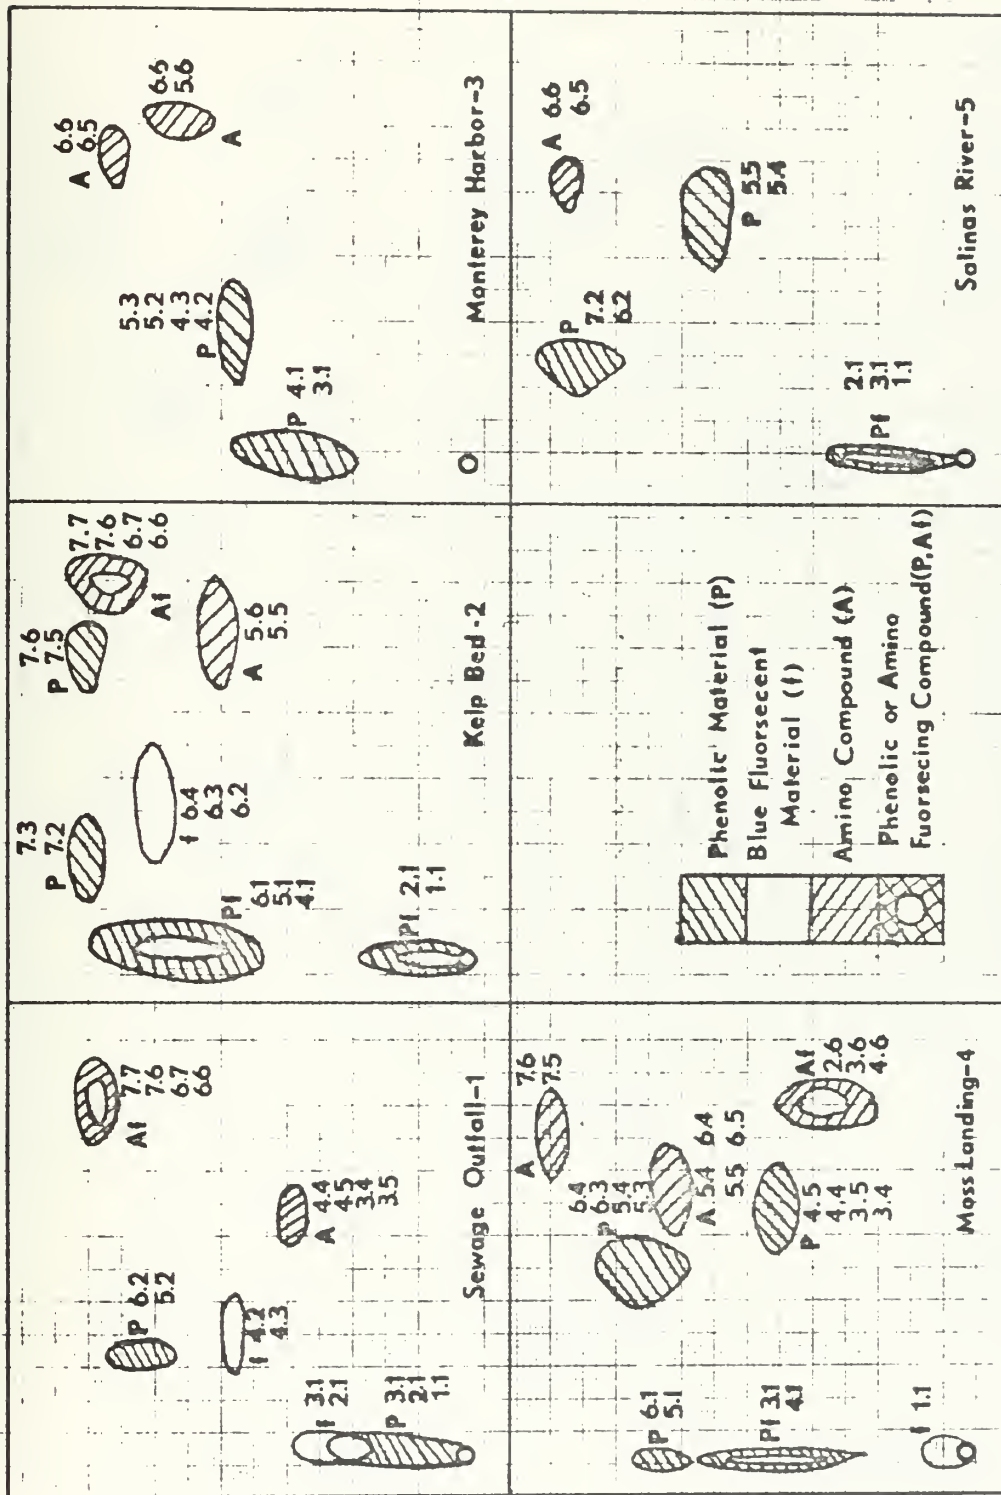 P 6.2
5.2
Af
7.7
7.6
6.7
6.6
f 4.2
4.3
A 4.4
4.5
3.4
3.5
f 3.1
2.1
P 3.1
2.1
1.1
Sewage Outfall-1
7.3
P 7.2
7.6
P 7.5
7.7
7.6
6.7
6.6
Af
f 6.4
6.3
6.2
Pf
6.1
5.1
4.1
5.6
A 5.5
Pf 2.1
1.1
Kelp Bed -2
6.6
A 6.5
6.5
5.6
A
5.3
5.2
4.3
P 4.2
P 4.1
3.1
Monterey Harbor-3
A 7.6
7.5
6.4
6.3
5.4
P 5.3
A 5.4 6.4
5.5 6.5
P 6.1
5.1
Pf 3.1
4.1
P 4.5
4.4
3.5
3.4
Af
2.6
3.6
4.6
f 1.1
Moss Landing-4
Phenolic Material (P)
Blue Fluorsecent
Material (f)
Amino Compound (A)
Phenolic or Amino
Fuorsecing Compound(P,Af)
A 6.6
6.5
P
7.2
6.2
P 5.5
5.4
2.1
Pf 3.1
1.1
Salinas River-5